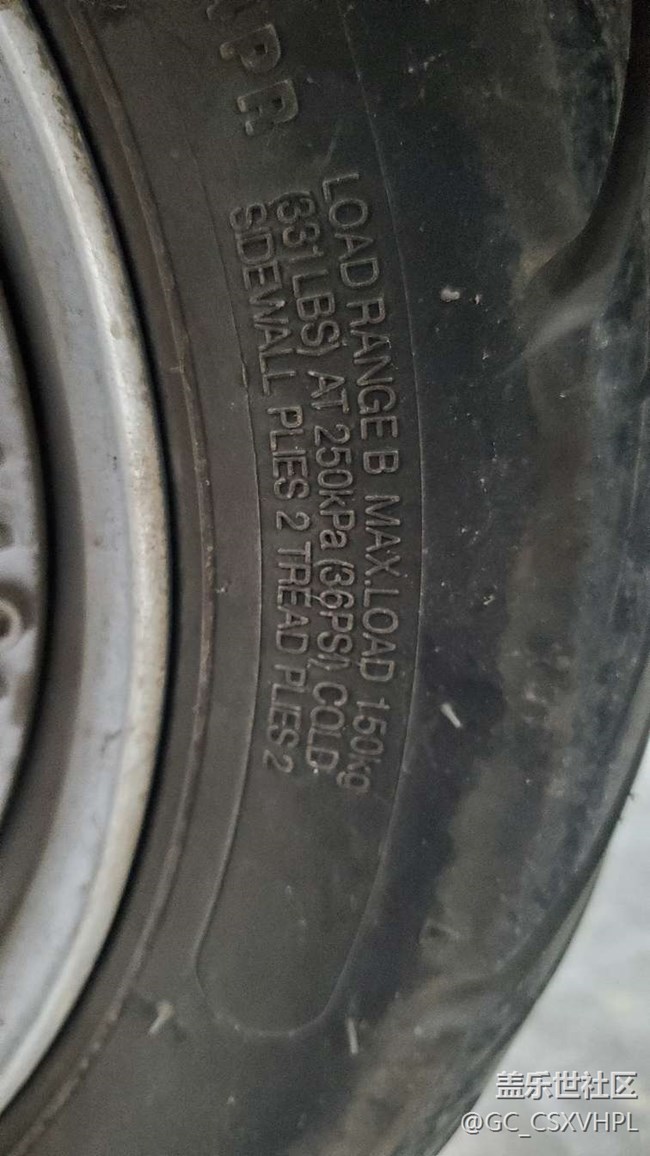 PR
LOAD RANGE B MAX.LOAD 150kg
(331 LBS) AT 250kPa (36PSI) COLD
SIDEWALL PLIES 2 TREAD PLIES 2
盖乐世社区
@GC_CSXVHPL